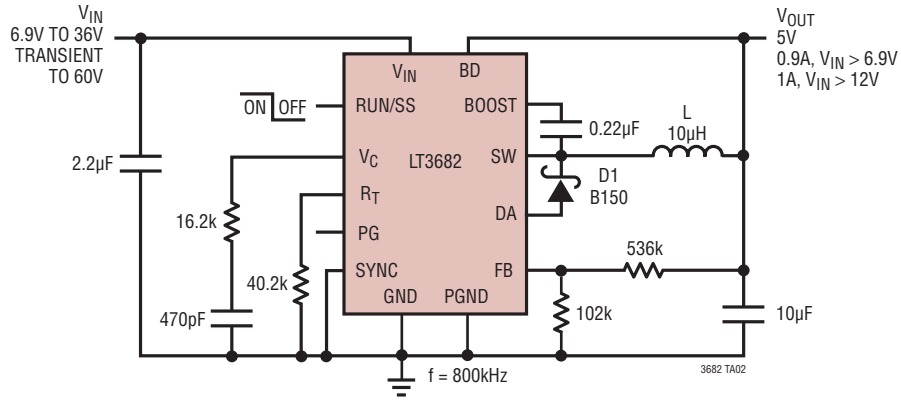 V_IN
6.9V TO 36V
TRANSIENT
TO 60V
V_OUT
5V
0.9A, V_IN > 6.9V
1A, V_IN > 12V
V_IN
BD
ON
OFF
RUN/SS
BOOST
L
10µH
0.22µF
V_C
LT3682
SW
2.2µF
D1
B150
R_T
DA
16.2k
PG
536k
SYNC
FB
40.2k
GND
PGND
102k
10µF
470pF
f = 800kHz
3682 TA02